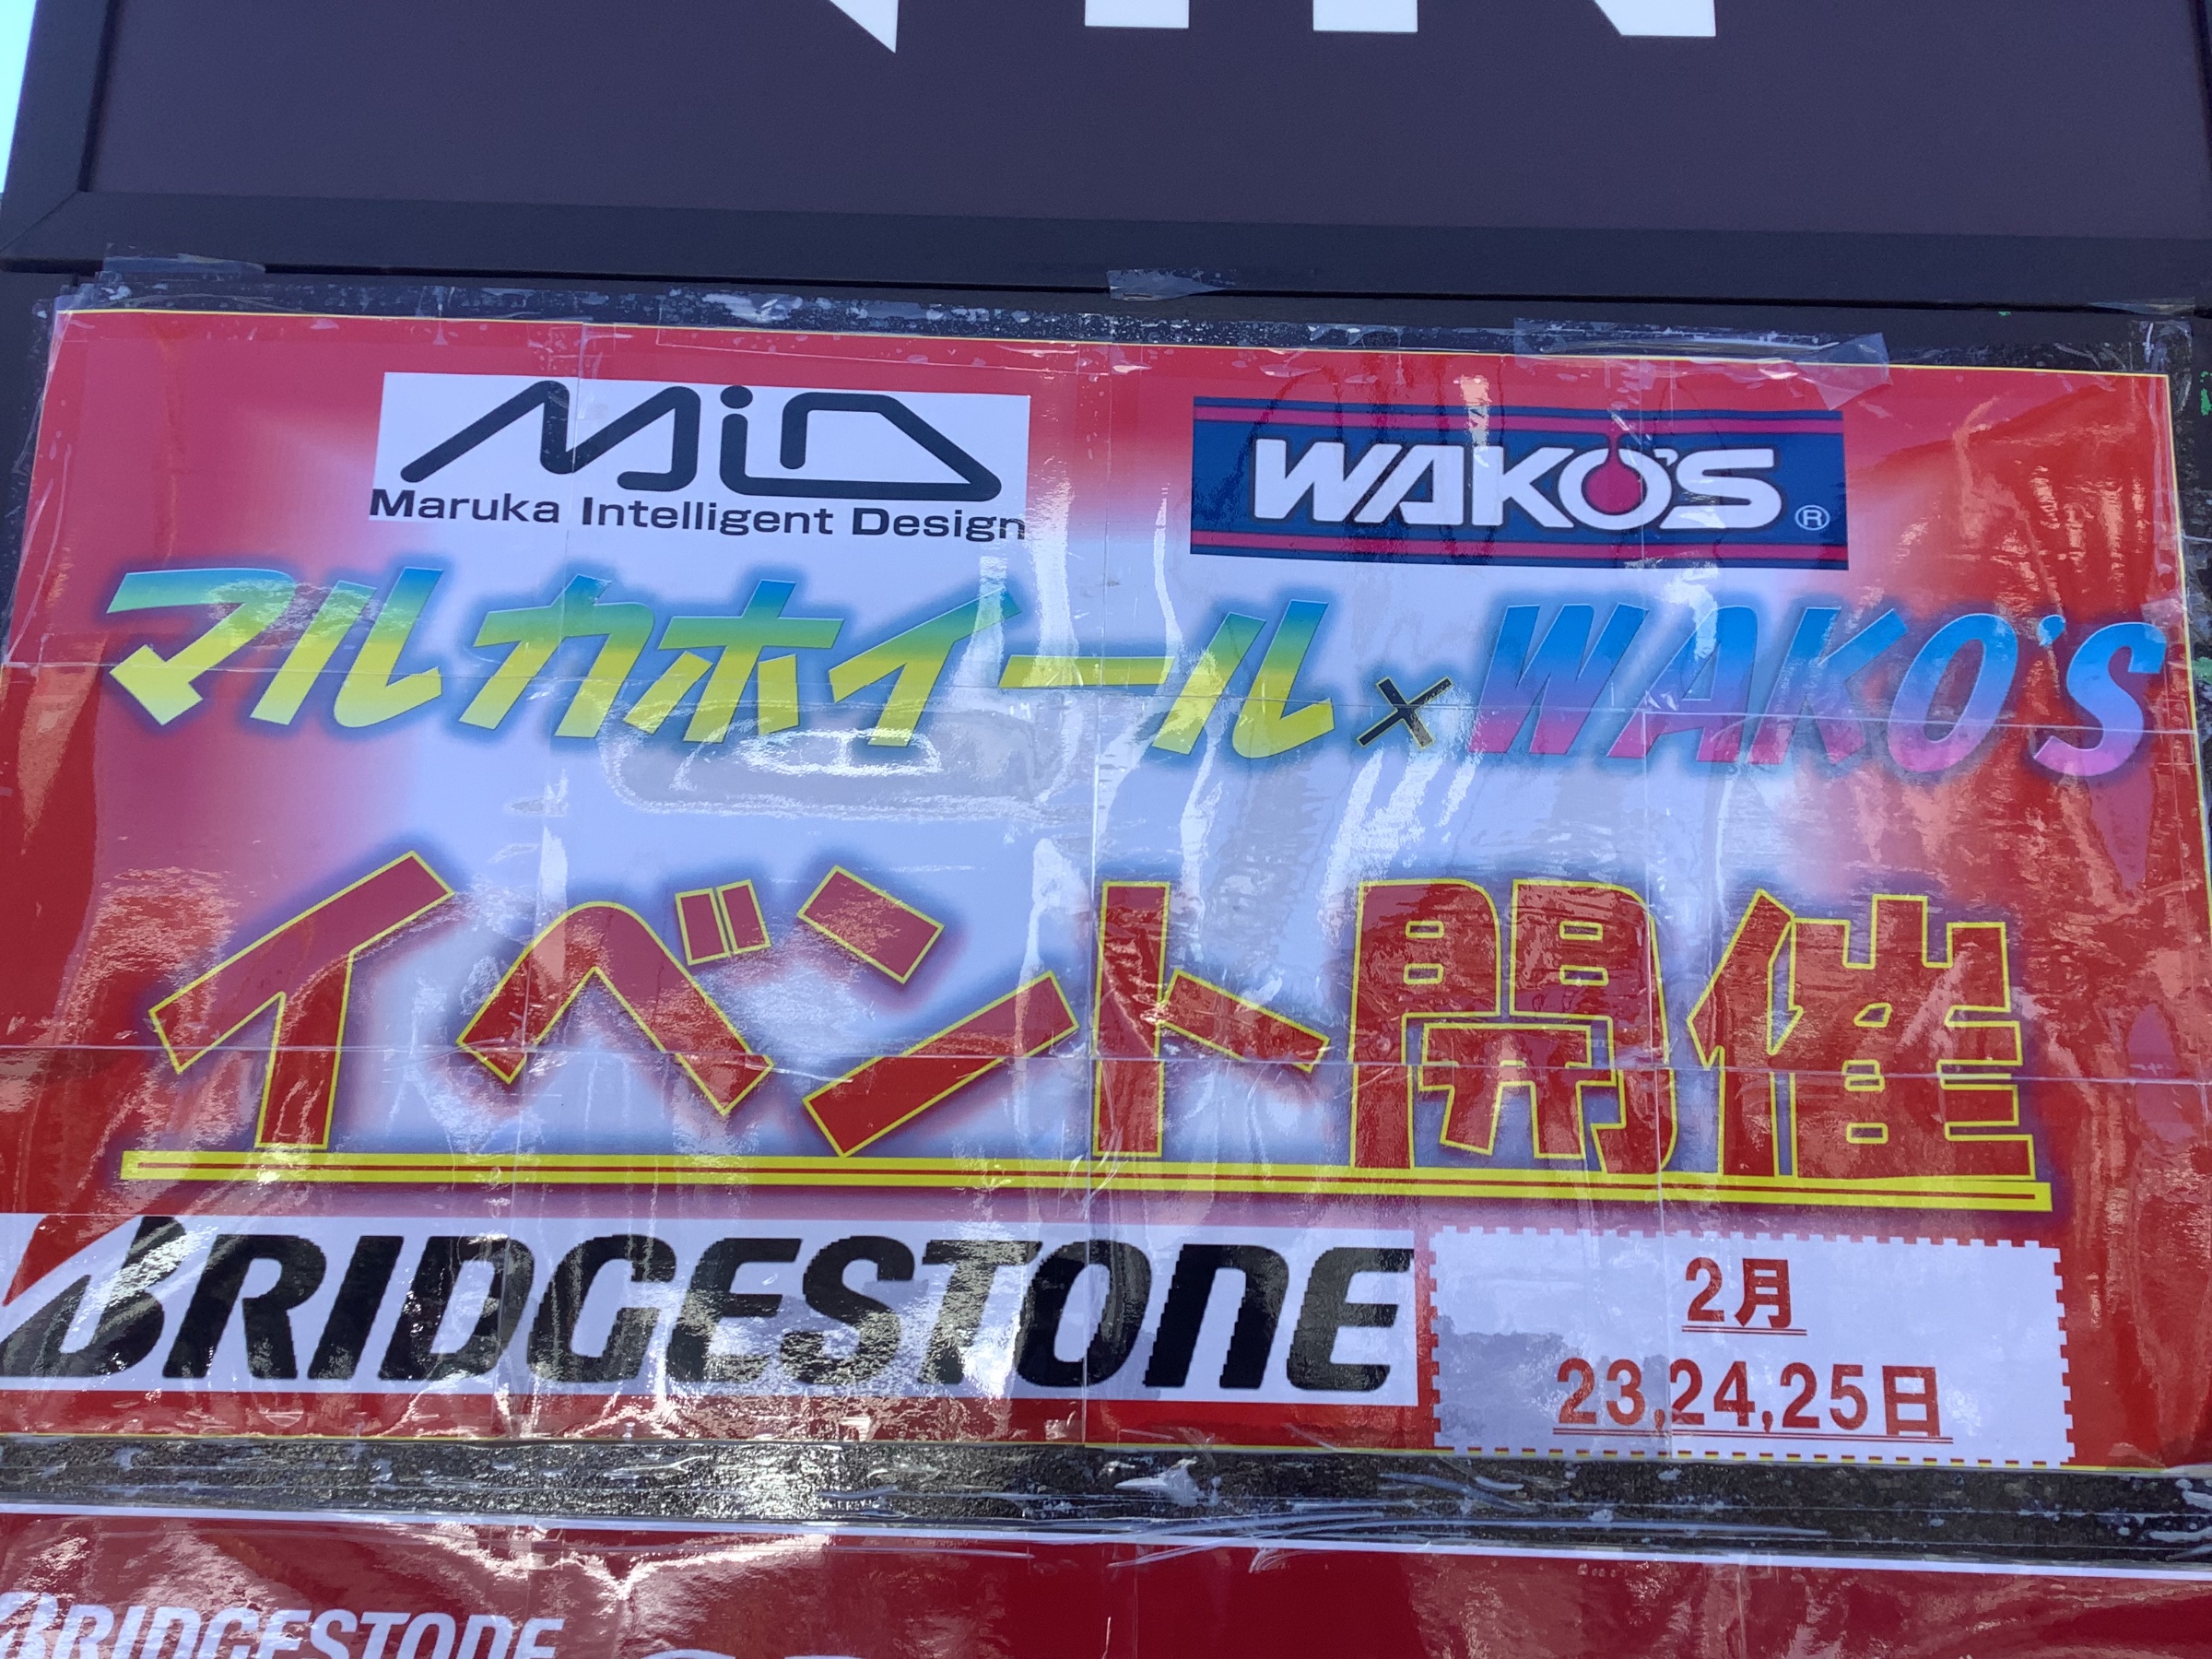 MiD
Maruka Intelligent Design
WAKO'S®
マルカホイール×WAKO'S
イベント開催
BRIDGESTONE
2月
23,24,25日
BRIDGESTONE